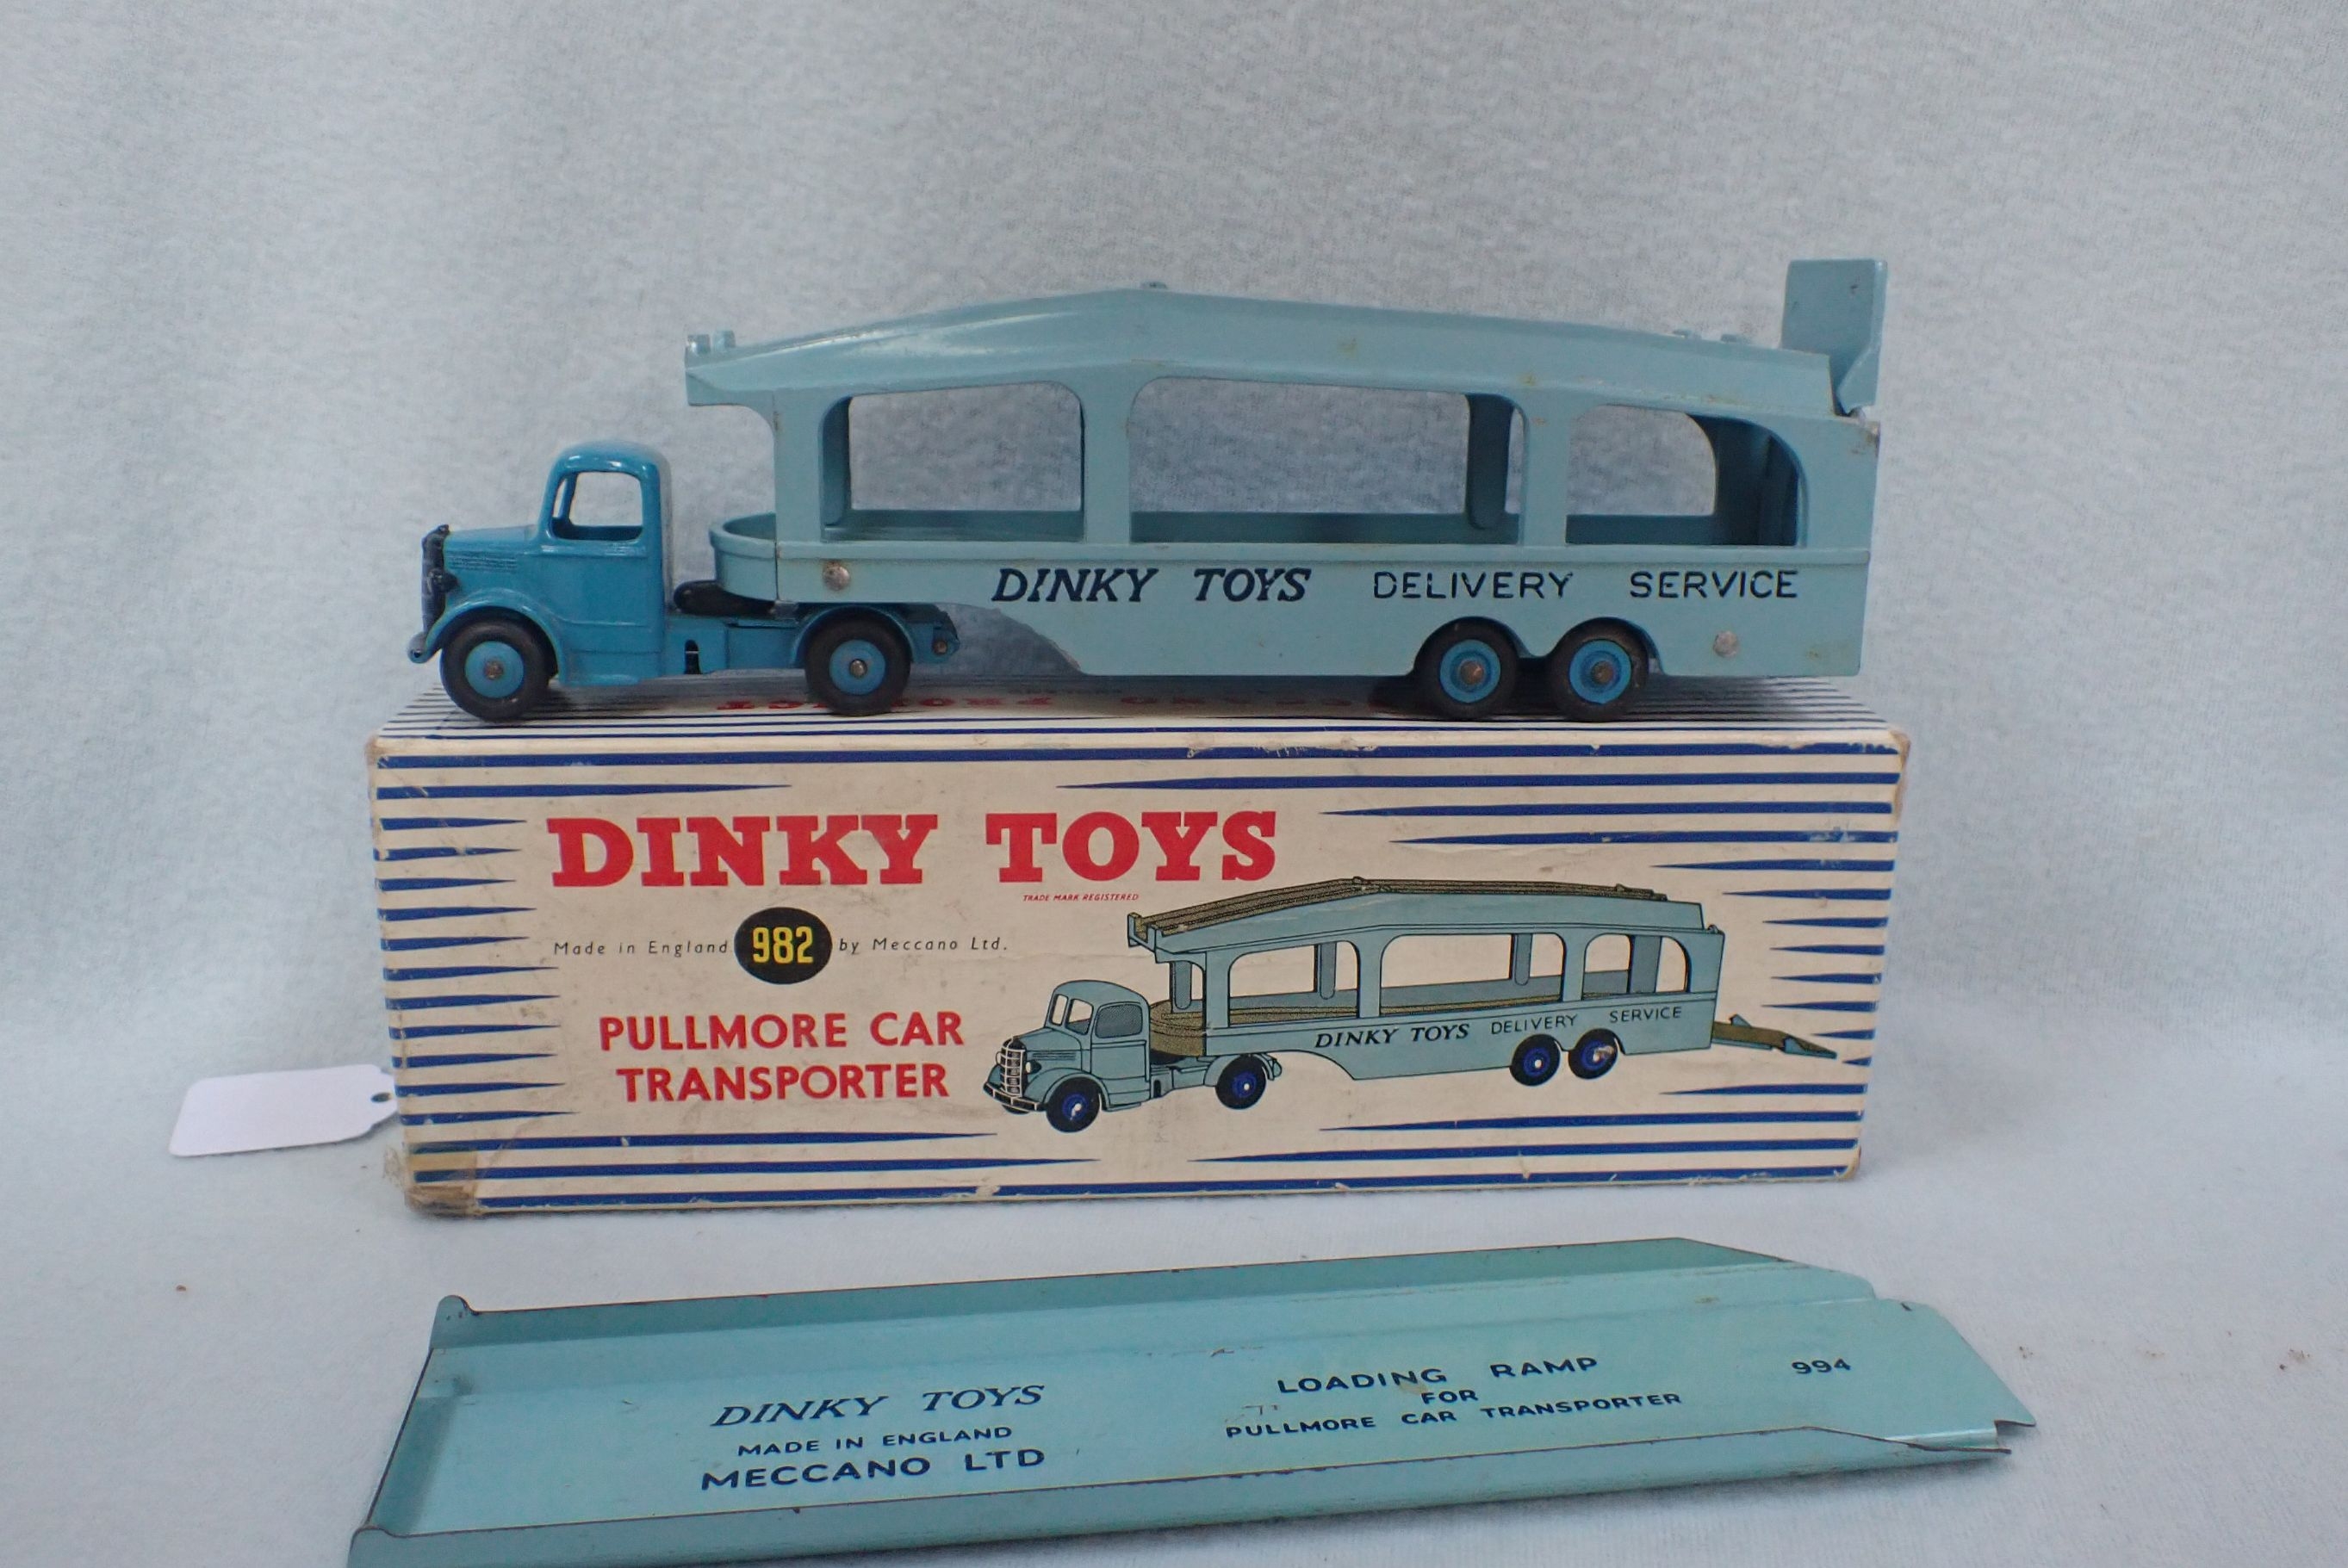 DINKY TOYS DELIVERY SERVICE
DINKY TOYS
TRADE MARK REGISTERED
Made in England 982 by Meccano Ltd.
PULLMORE CAR
TRANSPORTER
DINKY TOYS DELIVERY SERVICE
DINKY TOYS
MADE IN ENGLAND
MECCANO LTD
LOADING RAMP
FOR
PULLMORE CAR TRANSPORTER
994